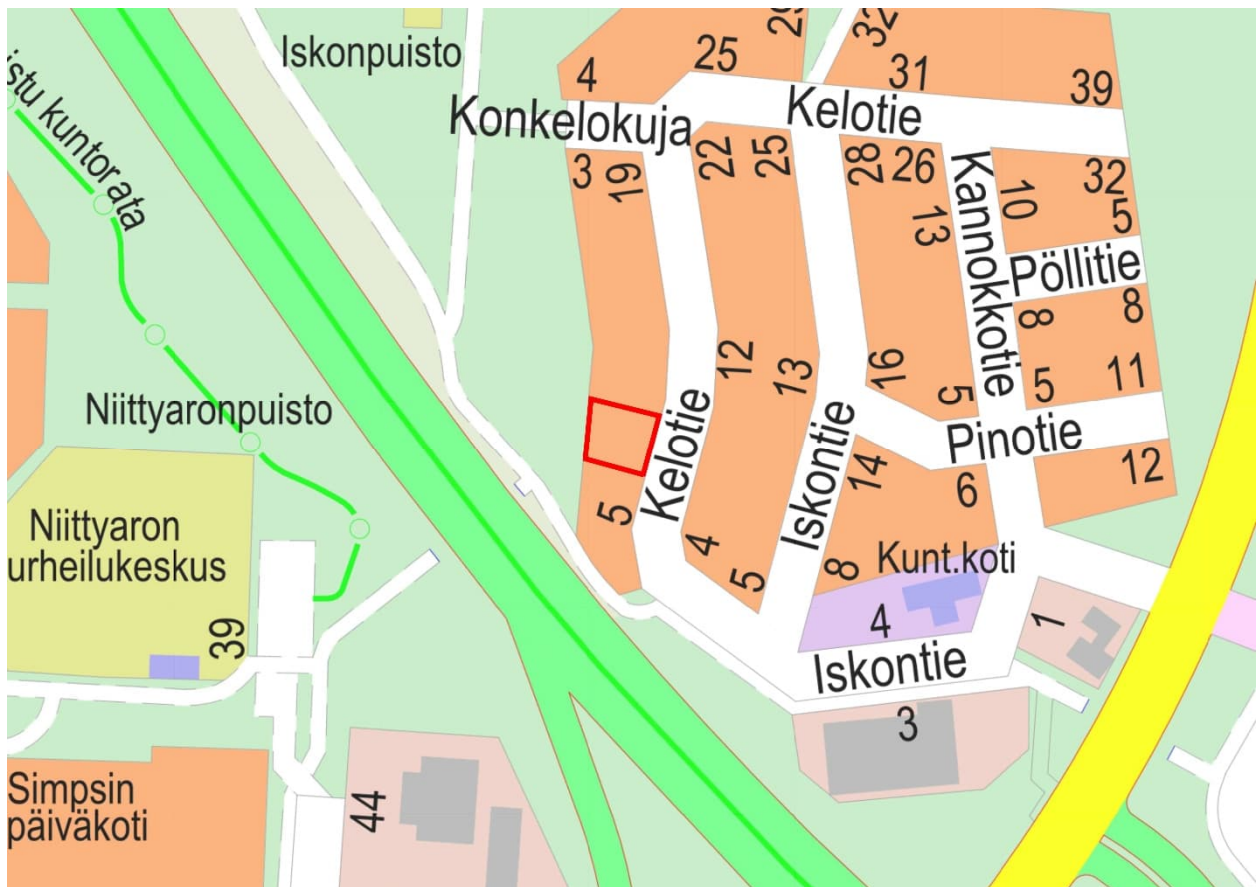 Iskonpuisto
4
25
29
32
31
39
Konkelokuja
Kelotie
istu kuntorata
3
19
22
25
28
26
13
Kannokkotie
10
32
5
Pöllitie
8
8
12
13
16
5
5
11
Niittyaronpuisto
Kelotie
Iskontie
Pinotie
14
6
12
Niittyaron
urheilukeskus
5
4
5
8
Kunt.koti
39
4
1
Iskontie
3
Simpsin
päiväkoti
44